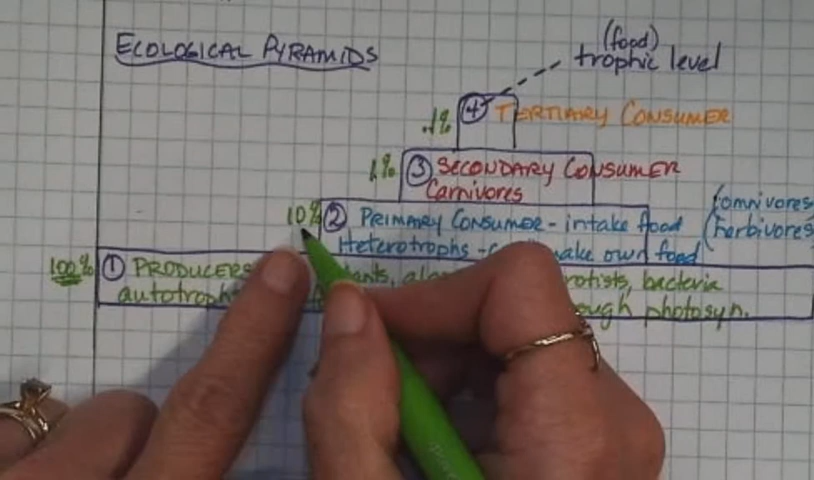 (food)
ECOLOGICAL PYRAMIDS
trophic level
.1% 4 TERTIARY CONSUMER
1% 3 SECONDARY CONSUMER
Carnivores
10% 2 PRIMARY CONSUMER - intake food (omnivores
Heterotrophs - make own food (herbivores
100% 1 PRODUCERS bacteria
photosyn.